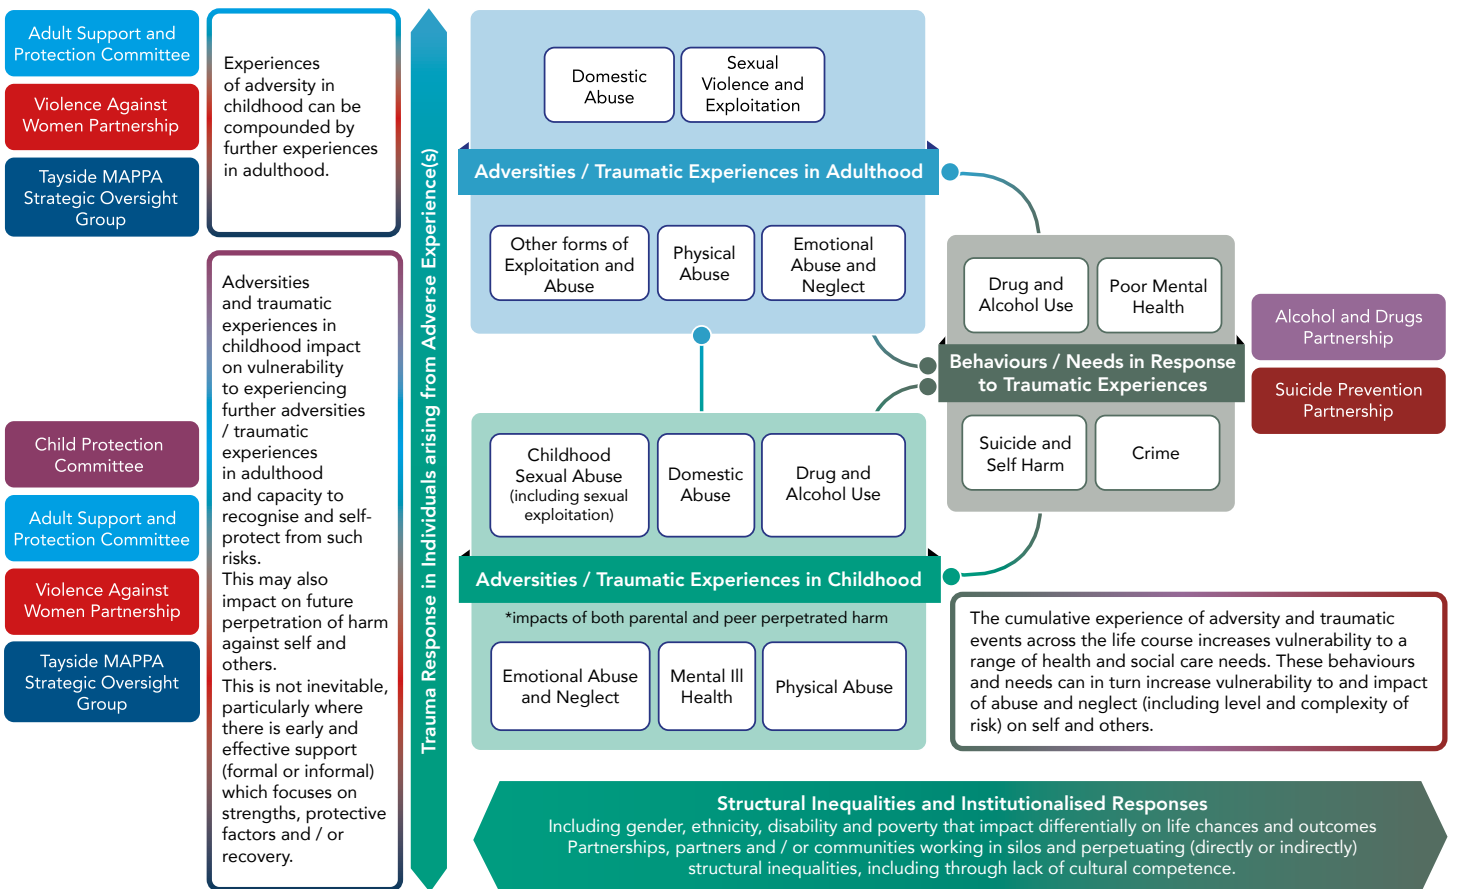 Adult Support and
Protection Committee
Violence Against
Women Partnership
Tayside MAPPA
Strategic Oversight
Group
Experiences
of adversity in
childhood can be
compounded by
further experiences
in adulthood.
Child Protection
Committee
Adult Support and
Protection Committee
Violence Against
Women Partnership
Tayside MAPPA
Strategic Oversight
Group
Adversities
and traumatic
experiences in
childhood impact
on vulnerability
to experiencing
further adversities
/ traumatic
experiences
in adulthood
and capacity to
recognise and self-
protect from such
risks.
This may also
impact on future
perpetration of harm
against self and
others.
This is not inevitable,
particularly where
there is early and
effective support
(formal or informal)
which focuses on
strengths, protective
factors and / or
recovery.
Trauma Response in Individuals arising from Adverse Experience(s)
Domestic
Abuse
Sexual
Violence and
Exploitation
Adversities / Traumatic Experiences in Adulthood
Other forms of
Exploitation and
Abuse
Physical
Abuse
Emotional
Abuse and
Neglect
Childhood
Sexual Abuse
(including sexual
exploitation)
Domestic
Abuse
Drug and
Alcohol Use
Adversities / Traumatic Experiences in Childhood
*impacts of both parental and peer perpetrated harm
Emotional Abuse
and Neglect
Mental Ill
Health
Physical Abuse
Drug and
Alcohol Use
Poor Mental
Health
Behaviours / Needs in Response
to Traumatic Experiences
Suicide and
Self Harm
Crime
Alcohol and Drugs
Partnership
Suicide Prevention
Partnership
The cumulative experience of adversity and traumatic
events across the life course increases vulnerability to a
range of health and social care needs. These behaviours
and needs can in turn increase vulnerability to and impact
of abuse and neglect (including level and complexity of
risk) on self and others.
Structural Inequalities and Institutionalised Responses
Including gender, ethnicity, disability and poverty that impact differentially on life chances and outcomes
Partnerships, partners and / or communities working in silos and perpetuating (directly or indirectly)
structural inequalities, including through lack of cultural competence.